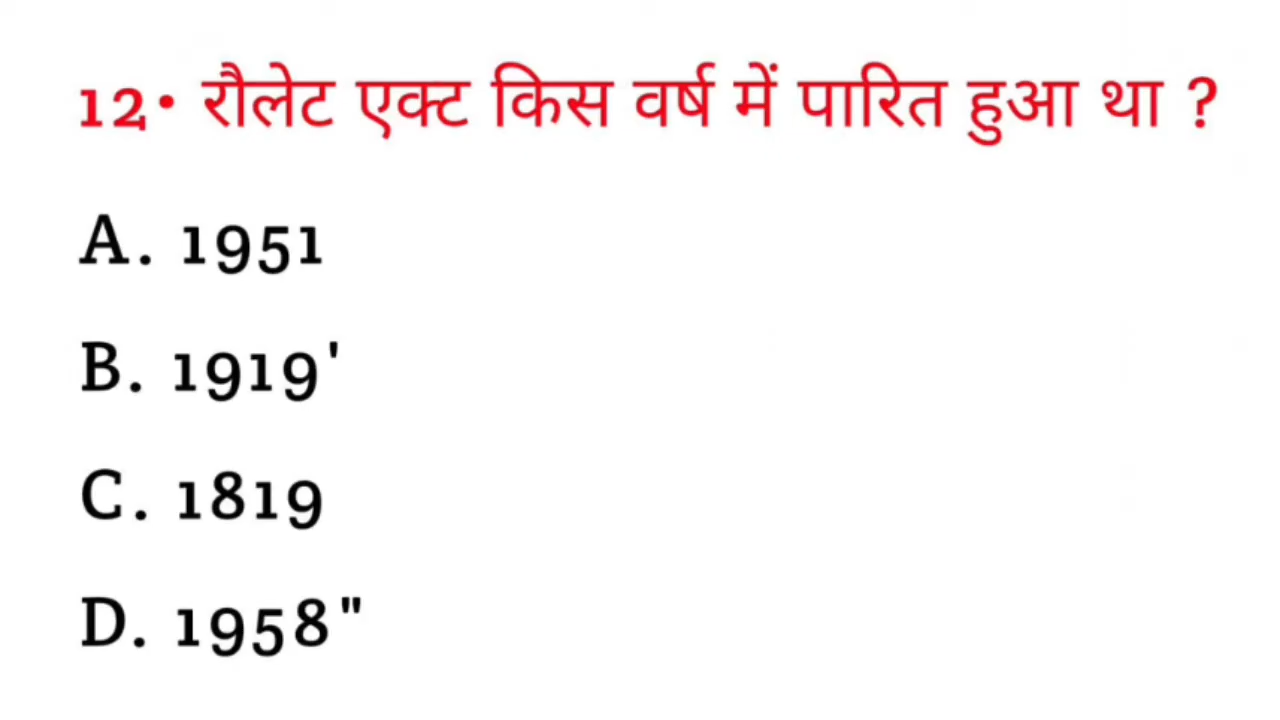 12• रौलेट एक्ट किस वर्ष में पारित हुआ था ?
A. 1951
B. 1919'
C. 1819
D. 1958"